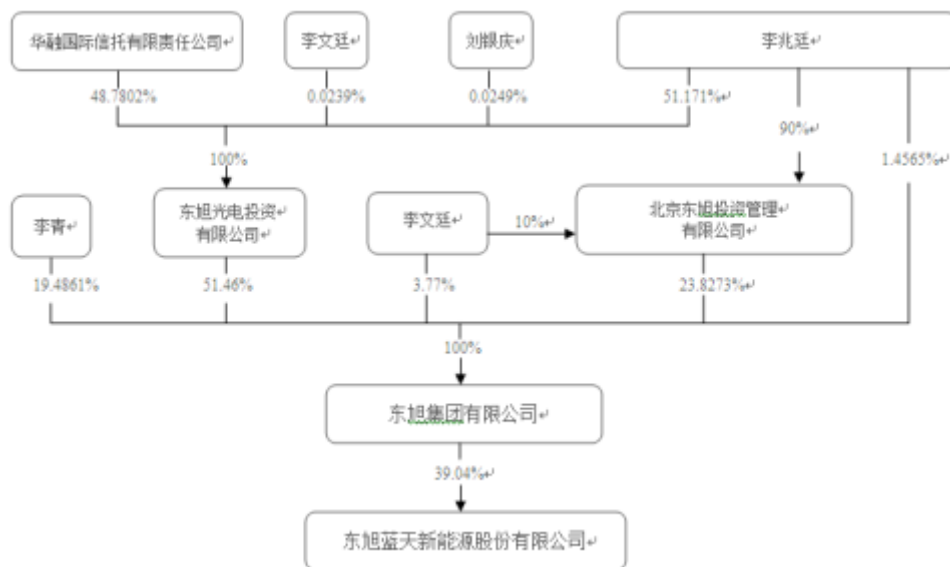 华融国际信托有限责任公司
李文廷
刘银庆
李兆廷
48.7802%
0.0239%
0.0249%
51.171%
90%
1.4565%
100%
李青
东旭光电投资
有限公司
李文廷
10%
北京东旭投资管理
有限公司
19.4861%
51.46%
3.77%
23.8273%
100%
东旭集团有限公司
39.04%
东旭蓝天新能源股份有限公司